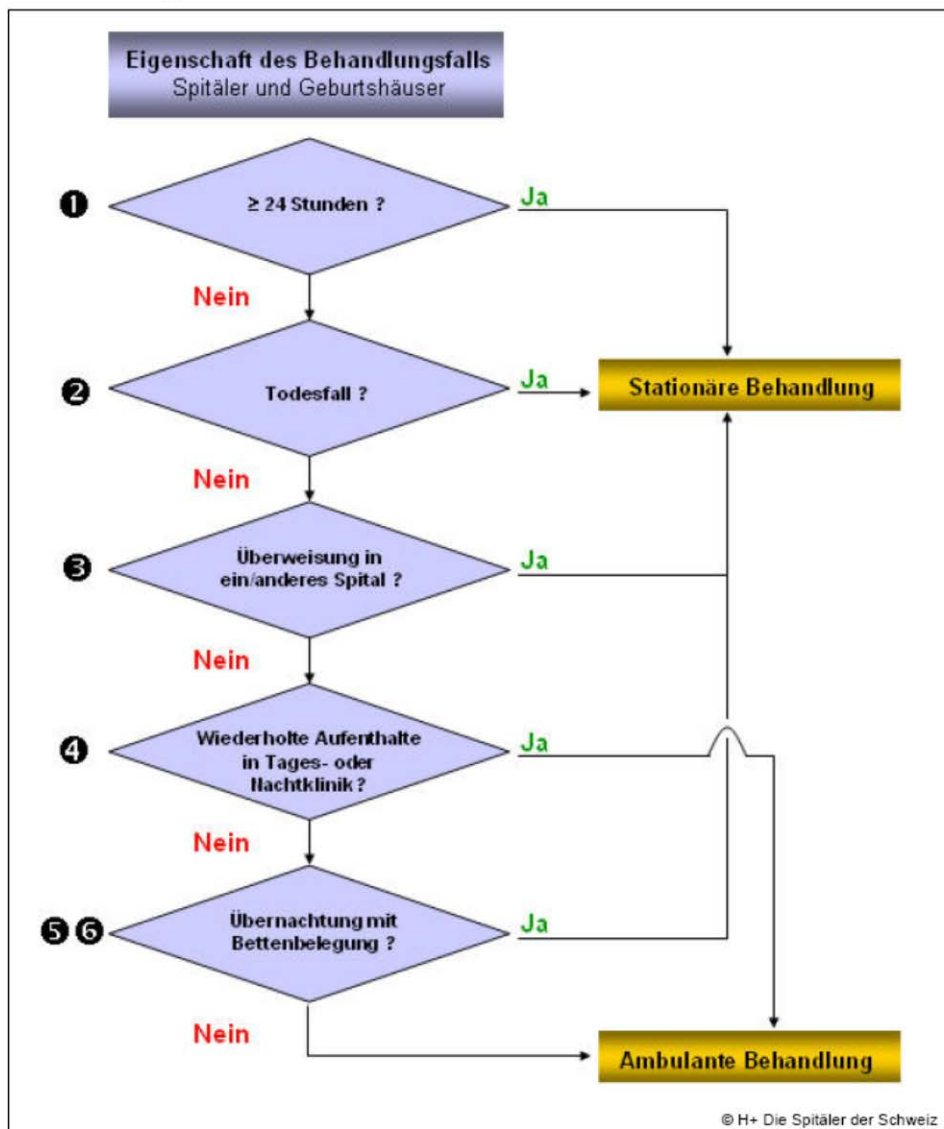 Eigenschaft des Behandlungsfalls
Spitäler und Geburtshäuser
❶
≥ 24 Stunden ?
Ja
Nein
❷
Todesfall ?
Ja
Stationäre Behandlung
Nein
❸
Überweisung in
ein/anderes Spital ?
Ja
Nein
❹
Wiederholte Aufenthalte
in Tages- oder
Nachtklinik ?
Ja
Nein
❺ ❻
Übernachtung mit
Bettenbelegung ?
Ja
Nein
Ambulante Behandlung
© H+ Die Spitäler der Schweiz